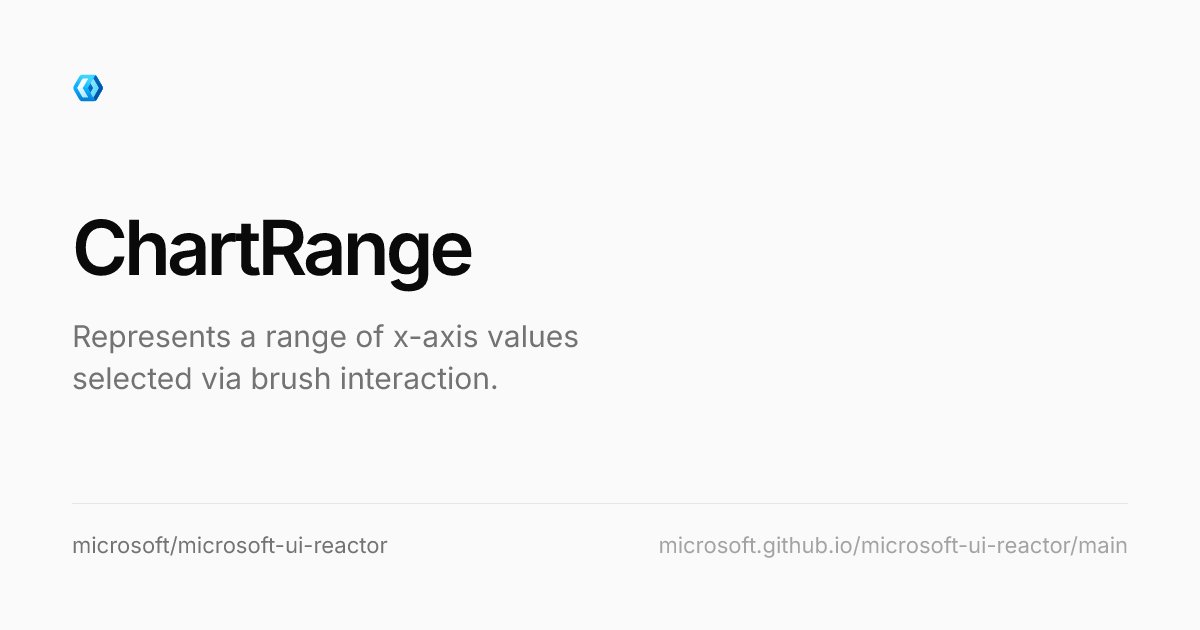 ChartRange
Represents a range of x-axis values
selected via brush interaction.
microsoft/microsoft-ui-reactor
microsoft.github.io/microsoft-ui-reactor/main